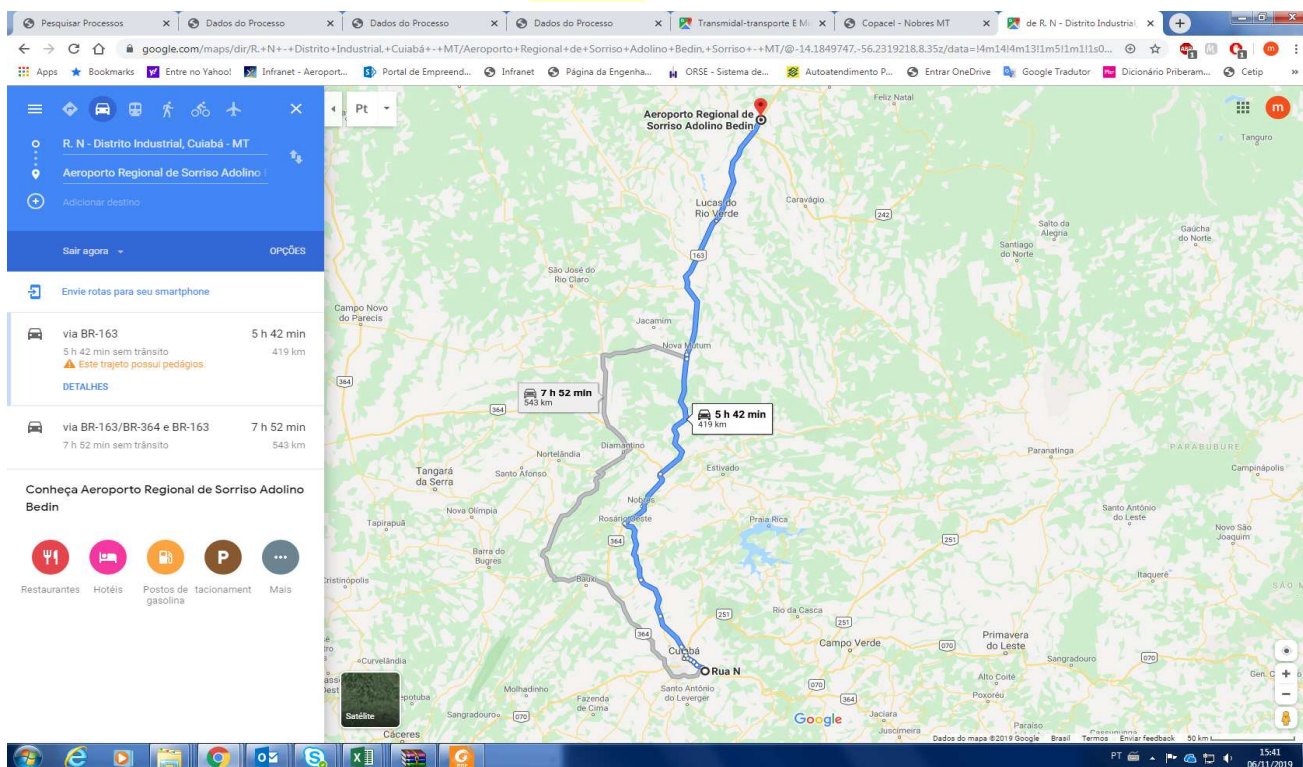 Pesquisar Processos
Dados do Processo
Dados do Processo
Dados do Processo
Transmidal-transporte E Mi
Copacel - Nobres MT
de R. N - Distrito Industrial,
google.com/maps/dir/R.+N+-+Distrito+Industrial,+Cuiabá+-+MT/Aeroporto+Regional+de+Sorriso+Adolino+Bedin,+Sorriso+-+MT/@-14.1849747,-56.2319218,8.35z/data=!4m14!4m13!1m5!1m1!1s0...
Apps
Bookmarks
Entre no Yahoo!
Infranet - Aeroport...
Portal de Empreend...
Infranet
Página da Engenha...
ORSE - Sistema de...
Autoatendimento P...
Entrar OneDrive
Google Tradutor
Dicionário Priberam...
Cetip
R. N - Distrito Industrial, Cuiabá - MT
Aeroporto Regional de Sorriso Adolino
Adicionar destino
Sair agora
OPÇÕES
Envie rotas para seu smartphone
via BR-163 5 h 42 min
5 h 42 min sem trânsito 419 km
Este trajeto possui pedágios.
DETALHES
via BR-163/BR-364 e BR-163 7 h 52 min
7 h 52 min sem trânsito 543 km
Conheça Aeroporto Regional de Sorriso Adolino
Bedin
Restaurantes
Hotéis
Postos de
gasolina
tacionament
Mais
Pt
m
Feliz Natal
Aeroporto Regional de
Sorriso Adolino Bedin
Tanguro
Lucas do
Rio Verde
Caravágio
242
Salto da
Alegria
Gaúcha
do Norte
Santiago
do Norte
163
São José do
Rio Claro
Campo Novo
do Parecis
Jacamim
Nova Mutum
364
7 h 52 min
543 km
364
5 h 42 min
419 km
Diamantino
Nortelândia
Paranatinga
PARABUBURE
Tangará
da Serra
Santo Afonso
Estivado
Campinápolis
Nobres
Nova Olímpia
Rosário Oeste
Praia Rica
Santo Antônio
do Leste
Tapirapuã
Novo São
Joaquim
364
251
Barra do
Bugres
Bauxi
Itaquerê
Cristinópolis
251
Rio da Casca
251
364
Campo Verde
Primavera
do Leste
070
Cuiabá
Sangradouro
070
Curvelândia
Rua N
Alto Coité
Gen. C
Molhadinho
Santo Antônio
do Leverger
070
Poxoréu
Fazenda
de Cima
364
Satélite
Sangradouro
070
Google
Jaciara
Paraíso
Cáceres
Juscimeira
Dados do mapa ©2019 Google Brasil Termos Enviar feedback 50 km
PT
15:41
06/11/2019